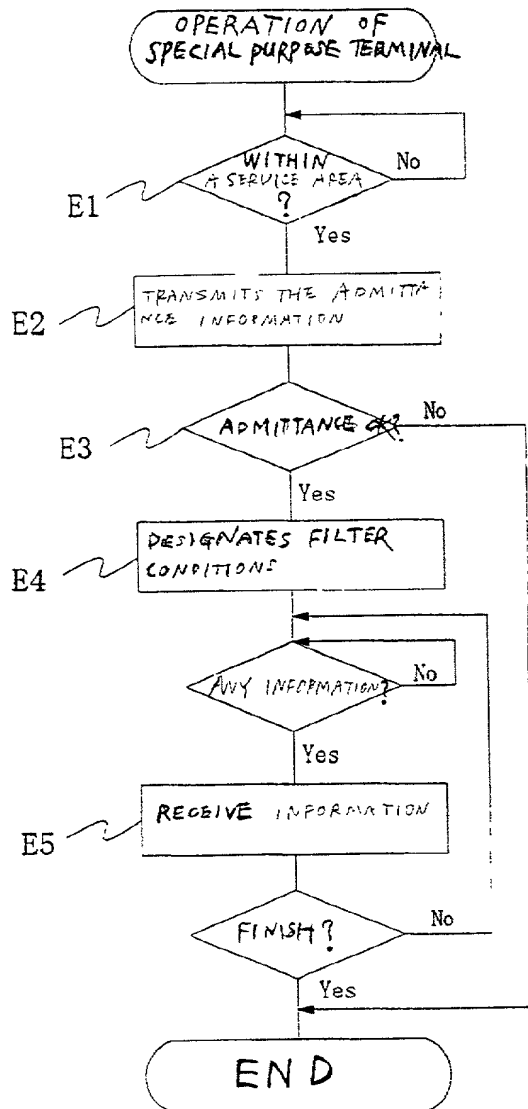 OPERATION OF
SPECIAL PURPOSE TERMINAL
WITHIN
A SERVICE AREA
?
No
E1
Yes
TRANSMITS THE ADMITTA
NCE INFORMATION
E2
ADMITTANCE OK?
No
E3
Yes
DESIGNATES FILTER
CONDITIONS
E4
ANY INFORMATION?
No
Yes
RECEIVE INFORMATION
E5
FINISH?
No
Yes
END